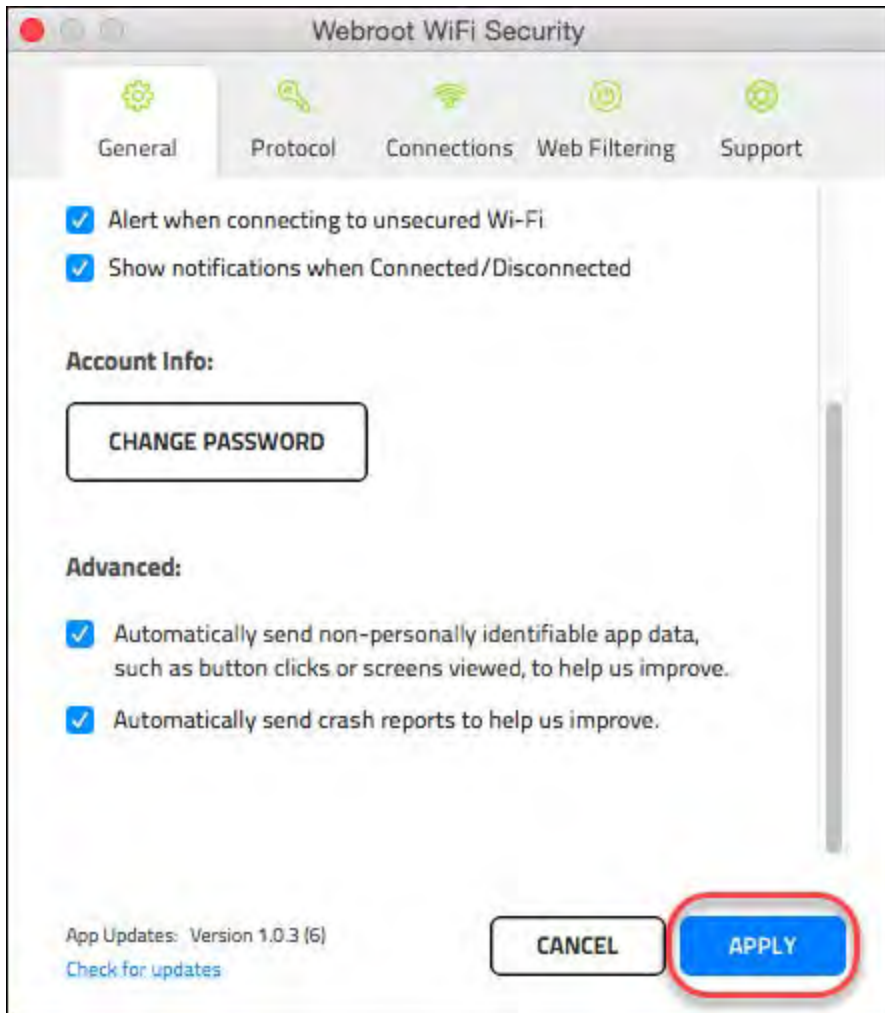 Webroot WiFi Security
General Protocol Connections Web Filtering Support
Alert when connecting to unsecured Wi-Fi
Show notifications when Connected/Disconnected
Account Info:
CHANGE PASSWORD
Advanced:
Automatically send non-personally identifiable app data,
such as button clicks or screens viewed, to help us improve.
Automatically send crash reports to help us improve.
App Updates: Version 1.0.3 (6)
Check for updates
CANCEL APPLY